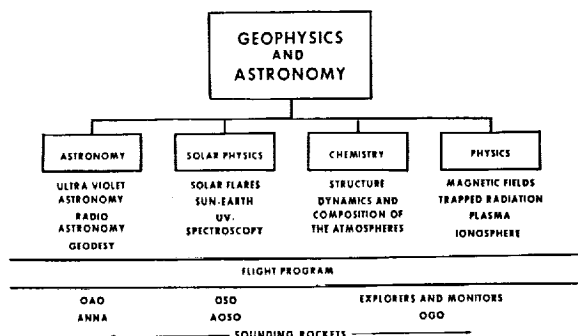 GEOPHYSICS
AND
ASTRONOMY
ASTRONOMY
SOLAR PHYSICS
CHEMISTRY
PHYSICS
ULTRA VIOLET
ASTRONOMY
RADIO
ASTRONOMY
GEODESY
SOLAR FLARES
SUN-EARTH
UV-
SPECTROSCOPY
STRUCTURE
DYNAMICS AND
COMPOSITION OF
THE ATMOSPHERES
MAGNETIC FIELDS
TRAPPED RADIATION
PLASMA
IONOSPHERE
FLIGHT PROGRAM
OAO
ANNA
OSO
AOSO
EXPLORERS AND MONITORS
OGO
SOUNDING ROCKETS